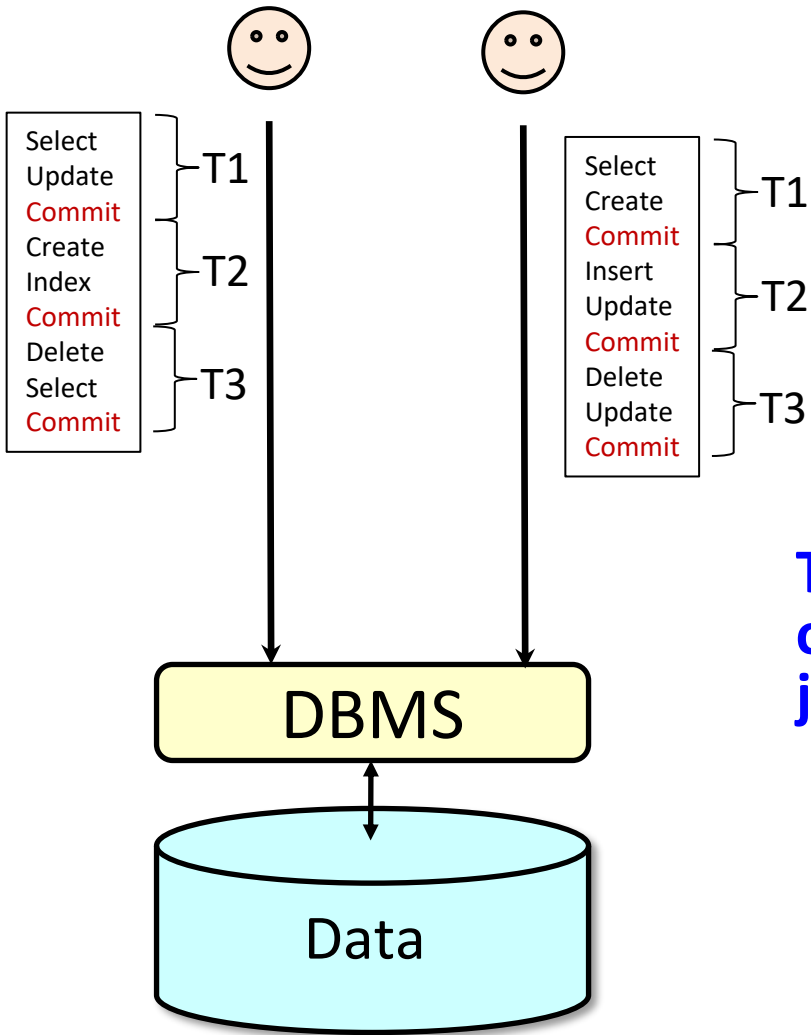 Select
Update
Commit
Create
Index
Commit
Delete
Select
Commit
T1
T2
T3
Select
Create
Commit
Insert
Update
Commit
Delete
Update
Commit
T1
T2
T3
DBMS
Data